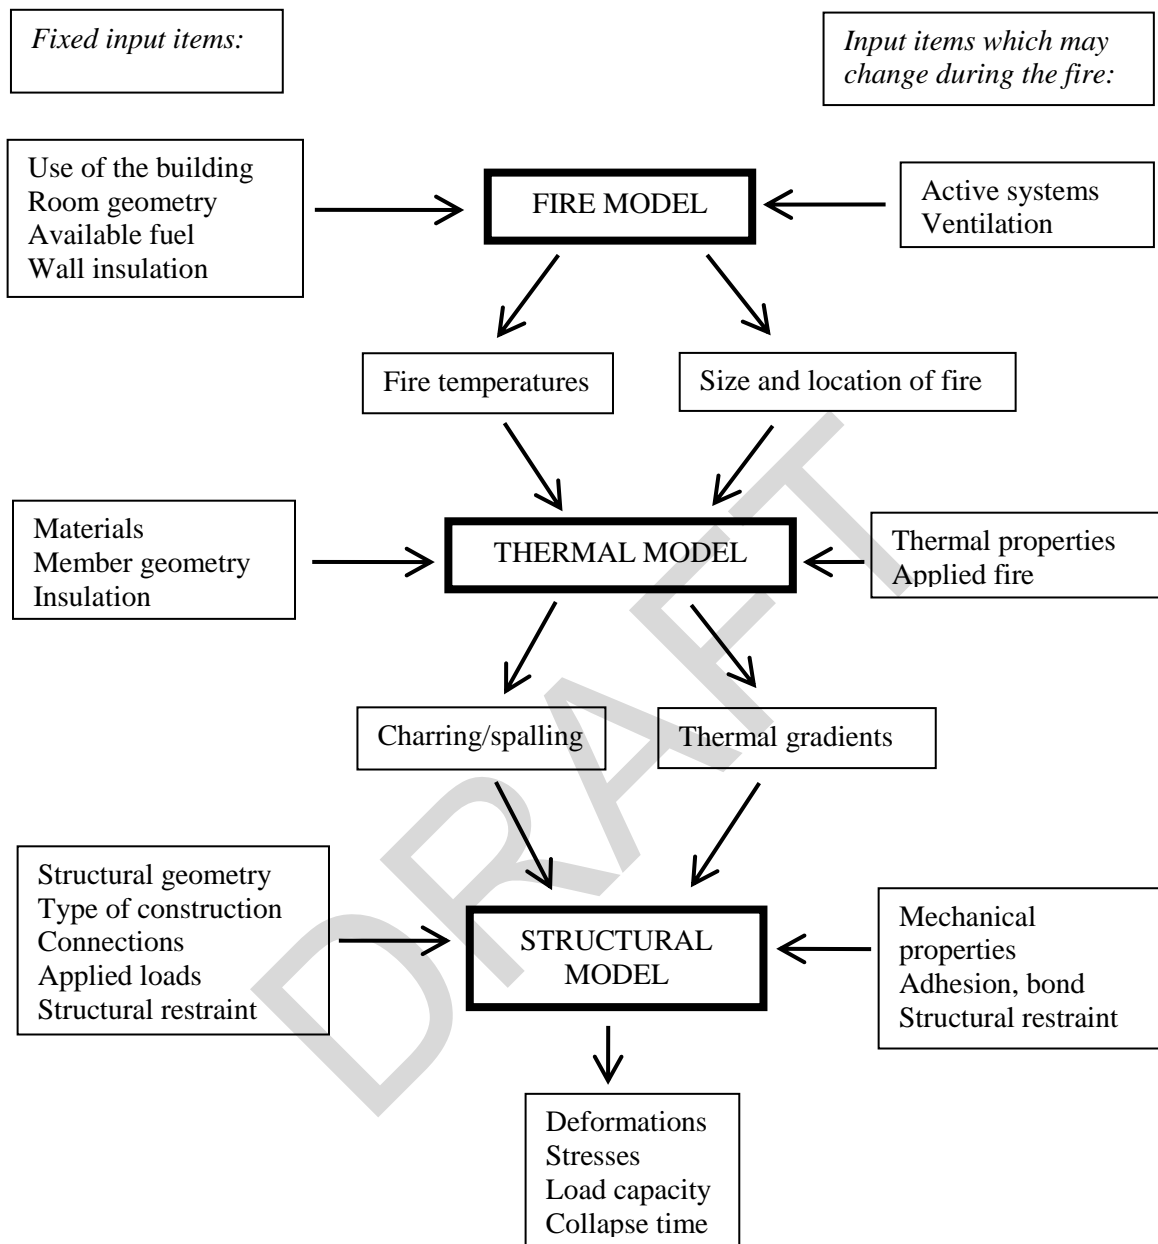 Fixed input items:
Input items which may
change during the fire:
Use of the building
Room geometry
Available fuel
Wall insulation
FIRE MODEL
Active systems
Ventilation
Fire temperatures
Size and location of fire
Materials
Member geometry
Insulation
THERMAL MODEL
Thermal properties
Applied fire
Charring/spalling
Thermal gradients
Structural geometry
Type of construction
Connections
Applied loads
Structural restraint
STRUCTURAL
MODEL
Mechanical
properties
Adhesion, bond
Structural restraint
Deformations
Stresses
Load capacity
Collapse time
DRAFT